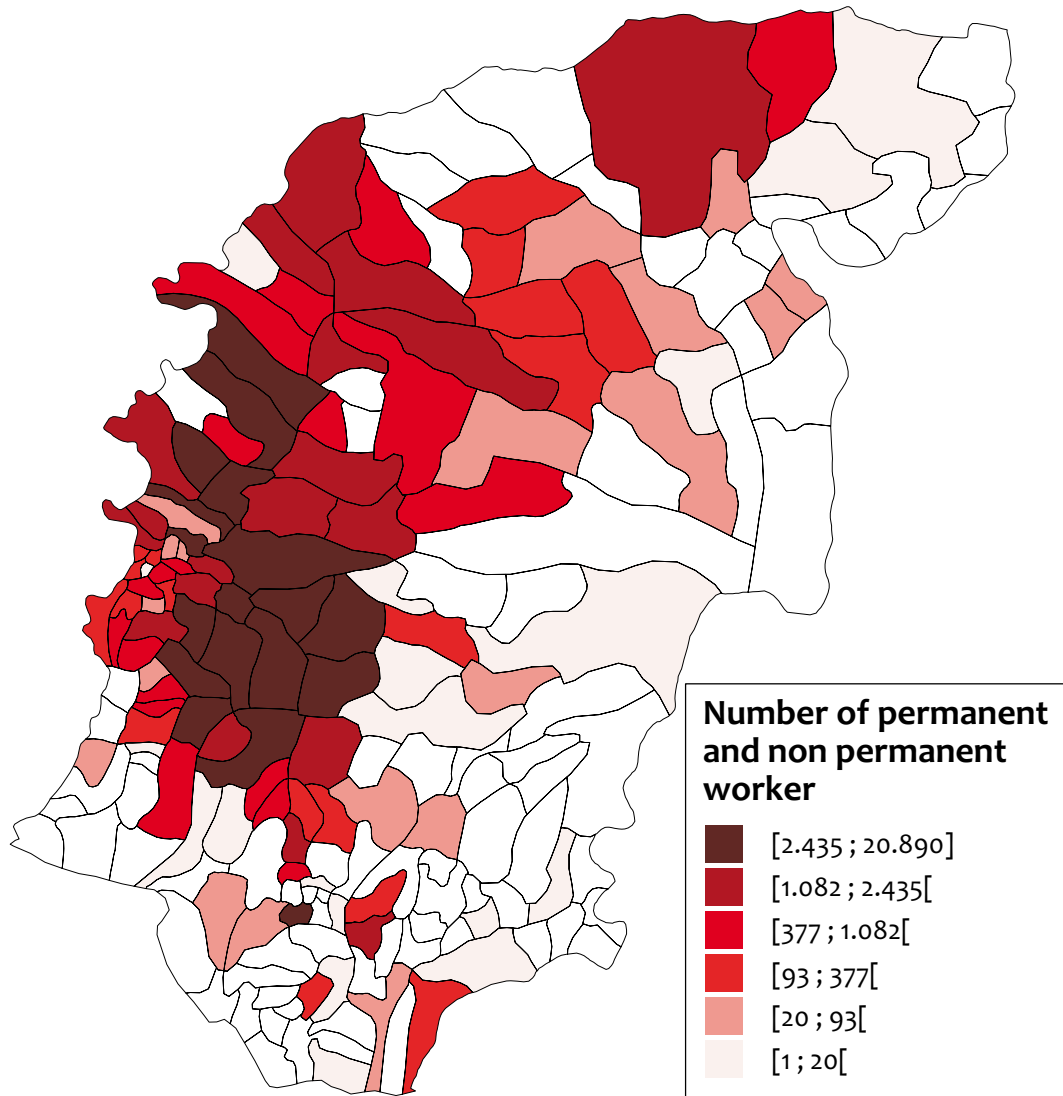 Number of permanent
and non permanent
worker
[2.435 ; 20.890]
[1.082 ; 2.435[
[377 ; 1.082[
[93 ; 377[
[20 ; 93[
[1 ; 20[